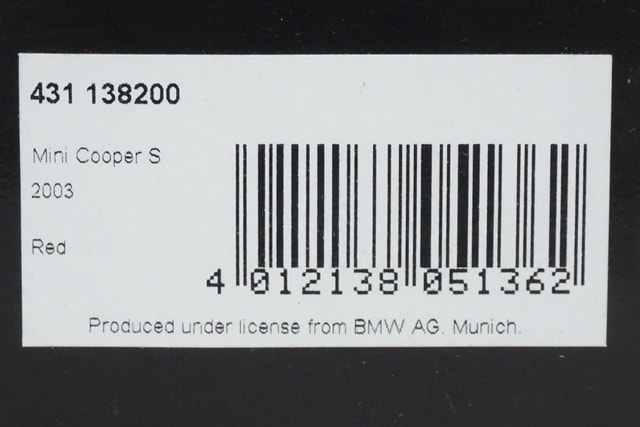 431 138200
Mini Cooper S
2003
Red
4 012138 051362
Produced under license from BMW AG. Munich.